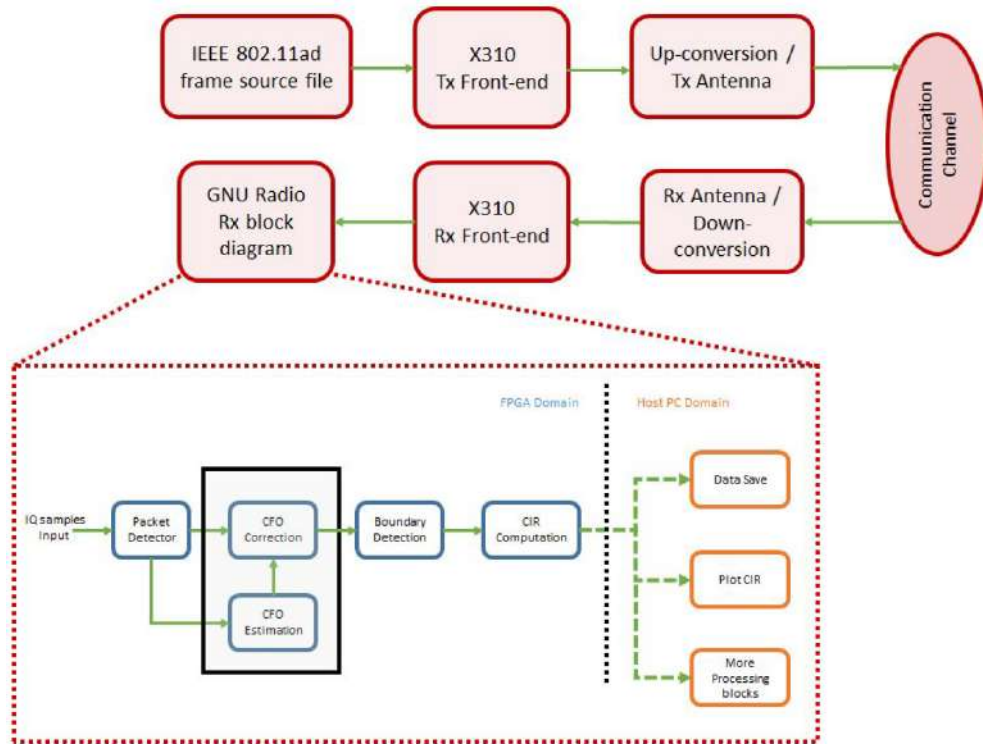 IEEE 802.11ad
frame source file
X310
Tx Front-end
Up-conversion /
Tx Antenna
Communication
Channel
GNU Radio
Rx block
diagram
X310
Rx Front-end
Rx Antenna /
Down-
conversion
FPGA Domain
Host PC Domain
IQ samples
Input
Packet
Detector
CFO
Correction
CFO
Estimation
Boundary
Detection
CIR
Computation
Data Save
Plot CIR
More
Processing
blocks